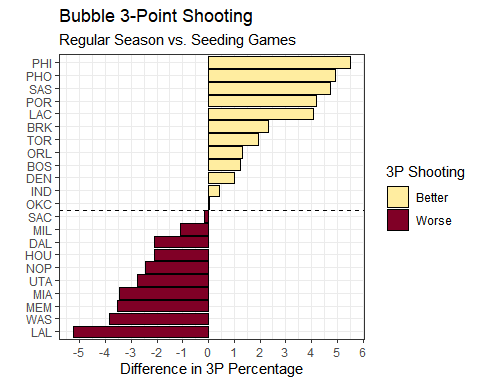 Bubble 3-Point Shooting
Regular Season vs. Seeding Games
PHI
PHO
SAS
POR
LAC
BRK
TOR
ORL
BOS
DEN
IND
OKC
SAC
MIL
DAL
HOU
NOP
UTA
MIA
MEM
WAS
LAL
3P Shooting
Better
Worse
-5 -4 -3 -2 -1 0 1 2 3 4 5 6
Difference in 3P Percentage